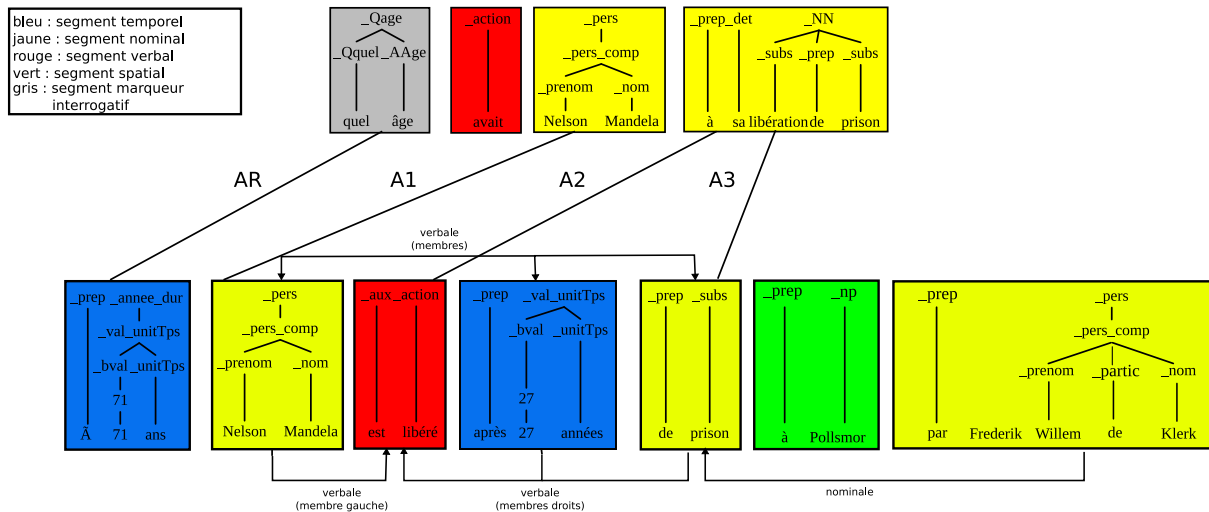 bleu : segment temporel
jaune : segment nominal
rouge : segment verbal
vert : segment spatial
gris : segment marqueur
interrogatif
_Qage _action _pers _prep_det _NN
_Qquel _AAge _pers_comp _subs _prep _subs
_prenom _nom
quel âge avait Nelson Mandela à sa libération de prison
AR A1 A2 A3
verbale
(membres)
_prep _annee_dur _pers _aux_action _prep _val_unitTps _prep _subs _prep _np _prep _pers
_val_unitTps _pers_comp _bval _unitTps _pers_comp
_bval_unitTps _prenom _nom _prenom _partic _nom
71 27
Ã 71 ans Nelson Mandela est libéré après 27 années de prison à Pollsmor par Frederik Willem de Klerk
verbale verbale nominale
(membre gauche) (membres droits)